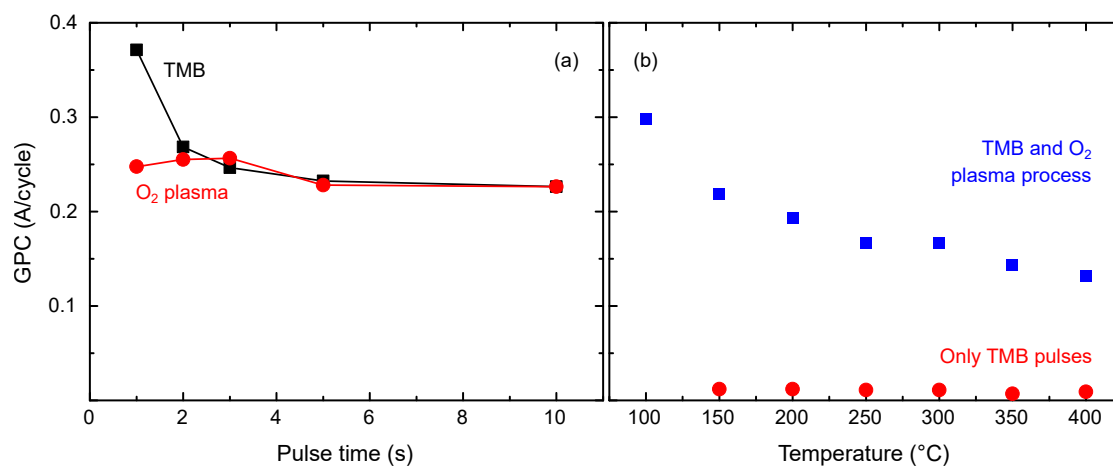 0.4
0.3
0.2
0.1
GPC (A/cycle)
(a)
TMB
O₂ plasma
0
2
4
6
8
10
Pulse time (s)
(b)
TMB and O₂
plasma process
Only TMB pulses
100
150
200
250
300
350
400
Temperature (°C)